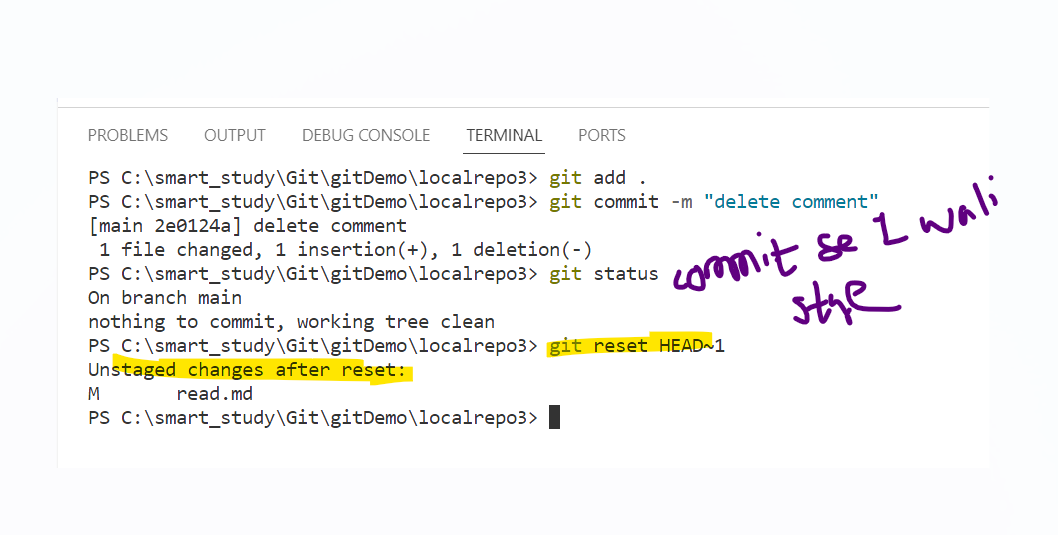 PROBLEMS OUTPUT DEBUG CONSOLE TERMINAL PORTS
PS C:\smart_study\Git\gitDemo\localrepo3> git add .
PS C:\smart_study\Git\gitDemo\localrepo3> git commit -m "delete comment"
[main 2e0124a] delete comment
 1 file changed, 1 insertion(+), 1 deletion(-)
PS C:\smart_study\Git\gitDemo\localrepo3> git status
On branch main
nothing to commit, working tree clean
PS C:\smart_study\Git\gitDemo\localrepo3> git reset HEAD~1
Unstaged changes after reset:
M       read.md
PS C:\smart_study\Git\gitDemo\localrepo3>
commit se 1 wali